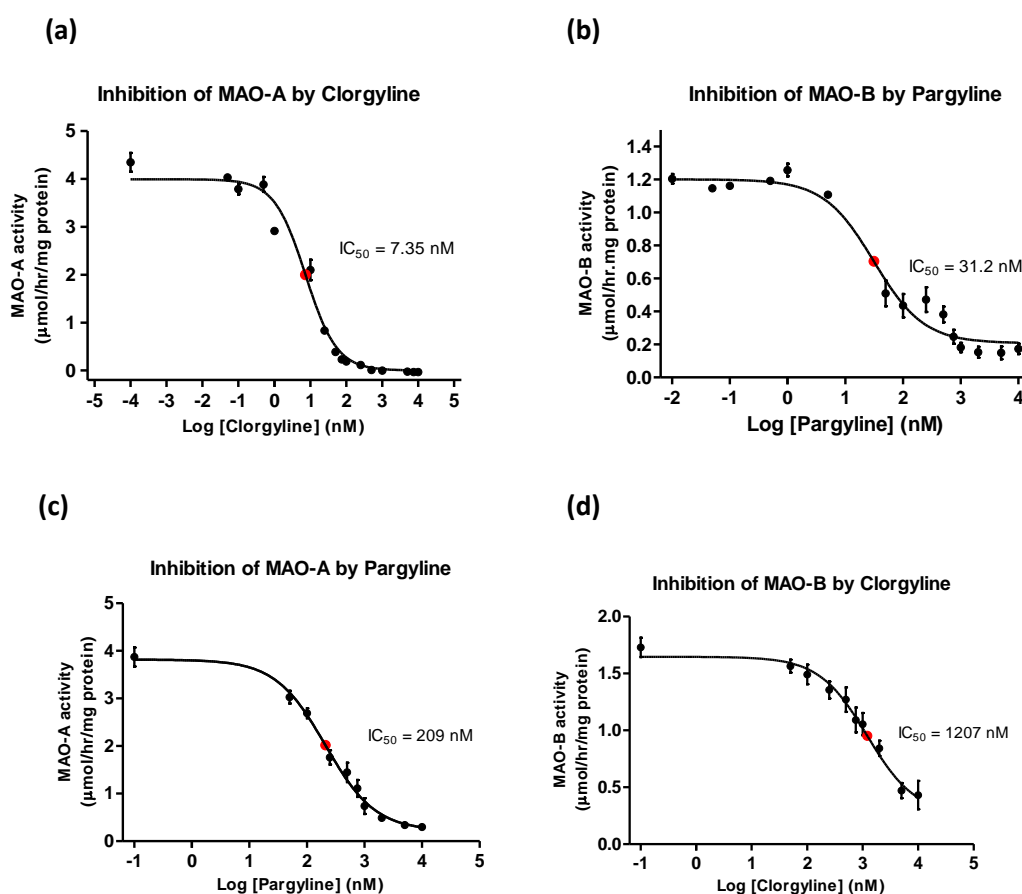 (a)
Inhibition of MAO-A by Clorgyline
MAO-A activity
(μmol/hr/mg protein)
5
4
3
2
1
0
IC50 = 7.35 nM
-5 -4 -3 -2 -1 0 1 2 3 4 5
Log [Clorgyline] (nM)
(b)
Inhibition of MAO-B by Pargyline
MAO-B activity
(μmol/hr.mg protein)
1.4
1.2
1.0
0.8
0.6
0.4
0.2
0.0
IC50 = 31.2 nM
-2 -1 0 1 2 3 4
Log [Pargyline] (nM)
(c)
Inhibition of MAO-A by Pargyline
MAO-A activity
(μmol/hr/mg protein)
5
4
3
2
1
0
IC50 = 209 nM
-1 0 1 2 3 4 5
Log [Pargyline] (nM)
(d)
Inhibition of MAO-B by Clorgyline
MAO-B activity
(μmol/hr/mg protein)
2.0
1.5
1.0
0.5
0.0
IC50 = 1207 nM
-1 0 1 2 3 4 5
Log [Clorgyline] (nM)